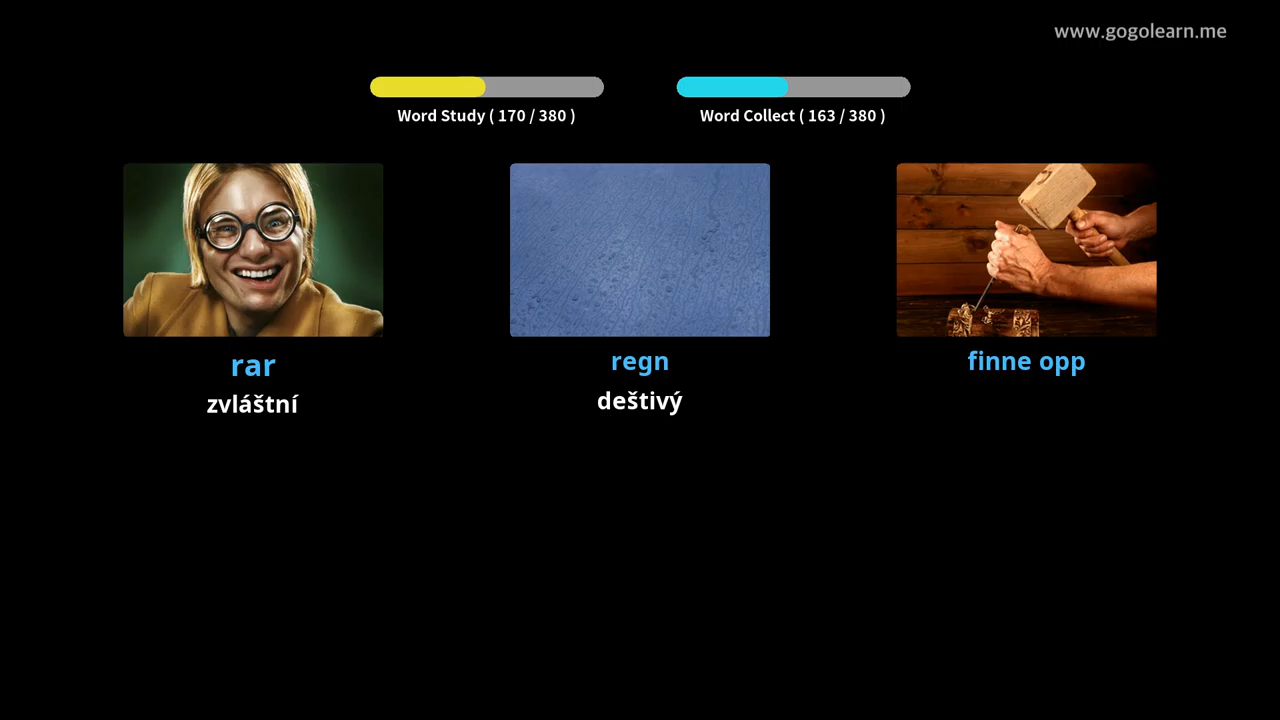 www.gogolearn.me
Word Study ( 170 / 380 )
Word Collect ( 163 / 380 )
rar
zvláštní
regn
deštivý
finne opp